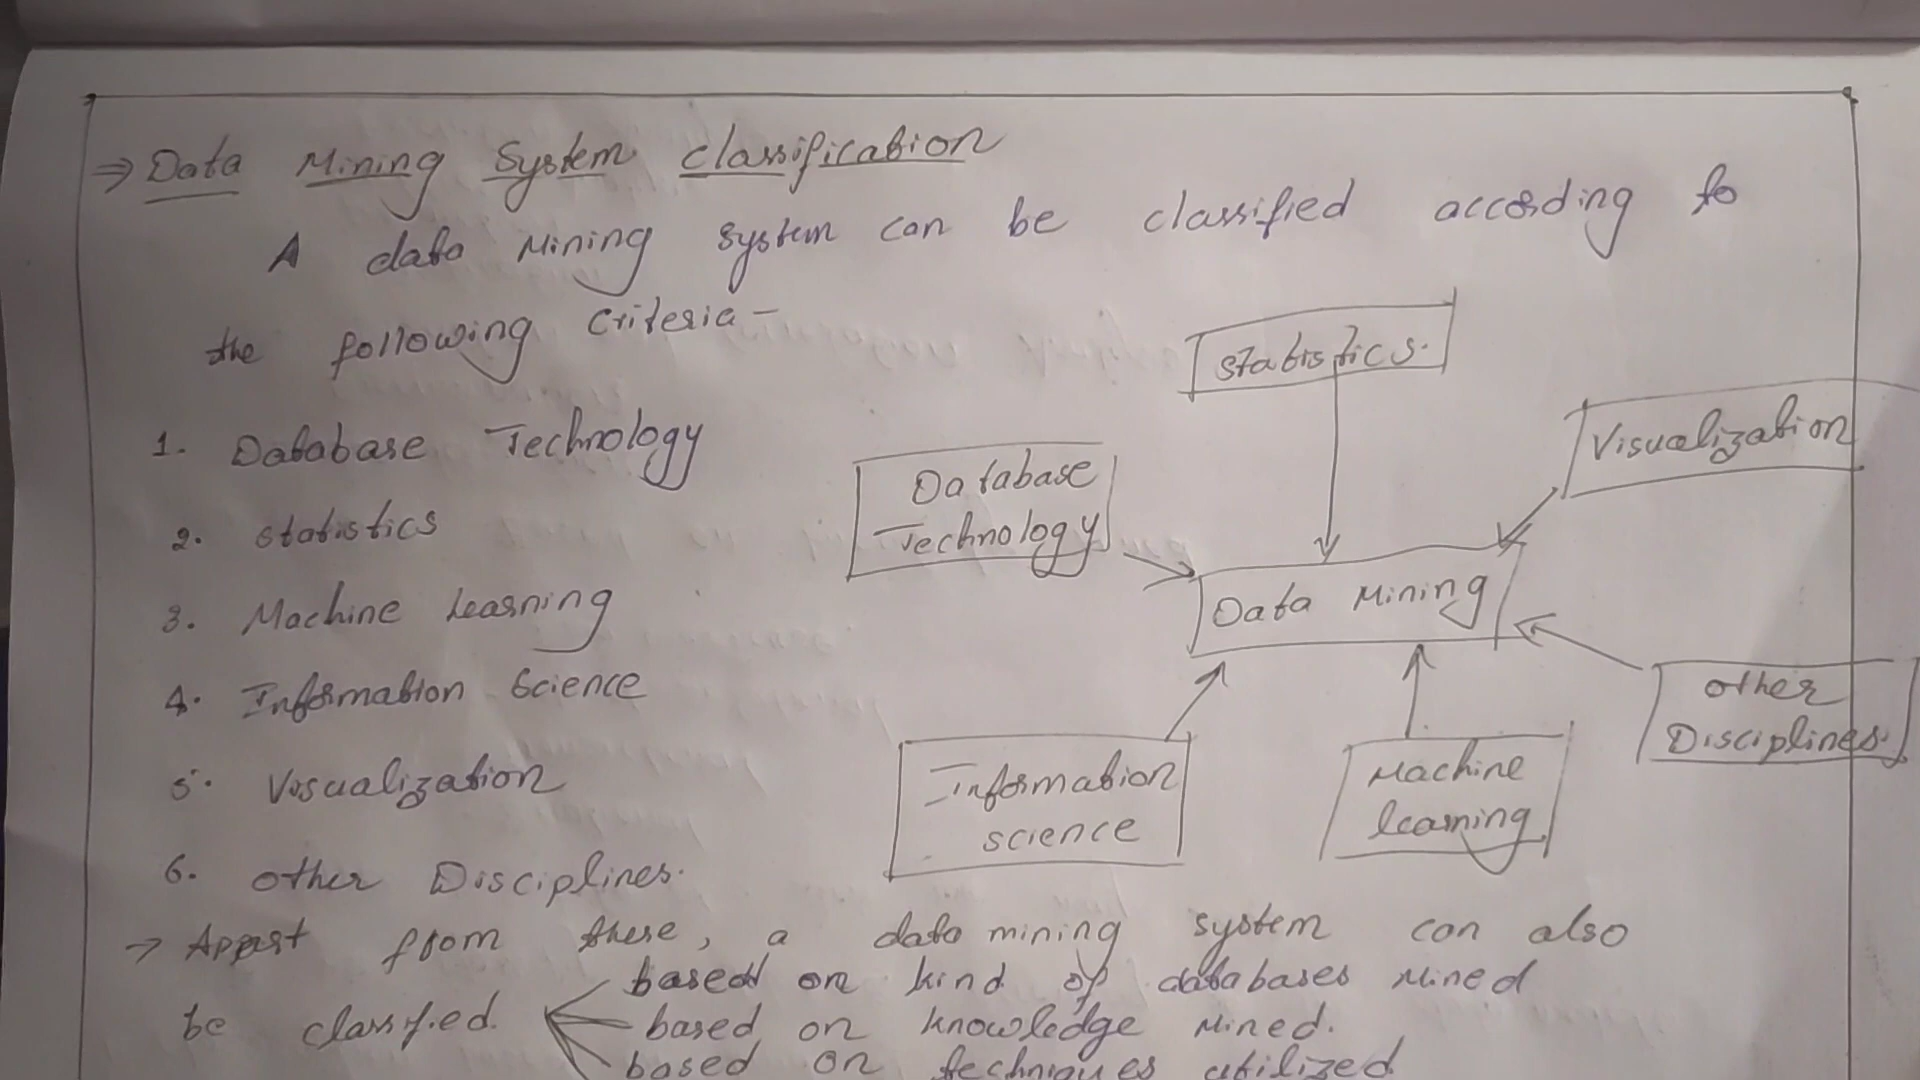 ⇒ Data Mining System Classification
A data Mining system can be classified according to
the following Criteria -
1. Database Technology
2. Statistics
3. Machine Learning
4. Information Science
5. Visualization
6. Other Disciplines.
Statistics.
Visualization
Database
Technology
Data Mining
Other
Disciplines.
Information
science
Machine
learning
→ Appart from these, a data mining system can also
be classified.
based on kind of databases Mined
based on knowledge Mined.
based on techniques utilized